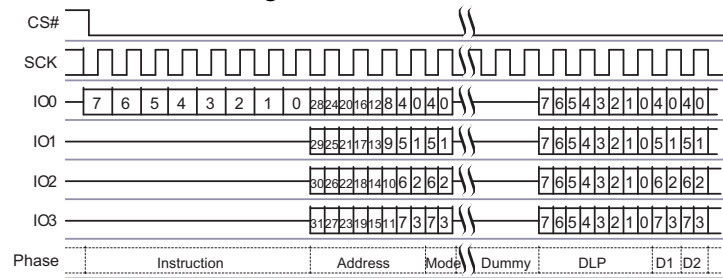 CS#
SCK
IO0 7 6 5 4 3 2 1 0 28 24 20 16 12 8 4 0 4 0 7 6 5 4 3 2 1 0 4 0 4 0
IO1 29 25 21 17 13 9 5 1 5 1 7 6 5 4 3 2 1 0 5 1 5 1
IO2 30 26 22 18 14 10 6 2 6 2 7 6 5 4 3 2 1 0 6 2 6 2
IO3 31 27 23 19 15 11 7 3 7 3 7 6 5 4 3 2 1 0 7 3 7 3
Phase Instruction Address Mode Dummy DLP D1 D2